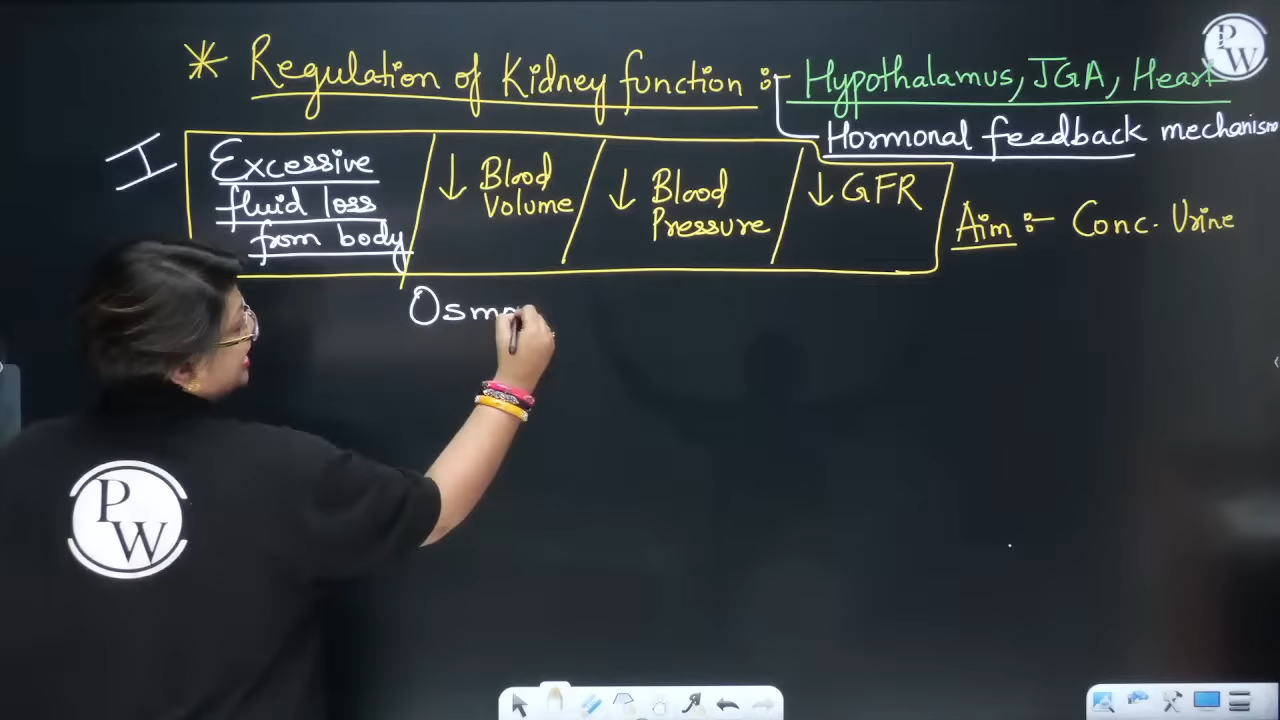 * Regulation of Kidney function :- Hypothalamus, JGA, Heart
Hormonal feedback mechanism
I
Excessive fluid loss from body
↓ Blood Volume
↓ Blood Pressure
↓ GFR
Aim :- Conc. Urine
Osmo
PW
PW